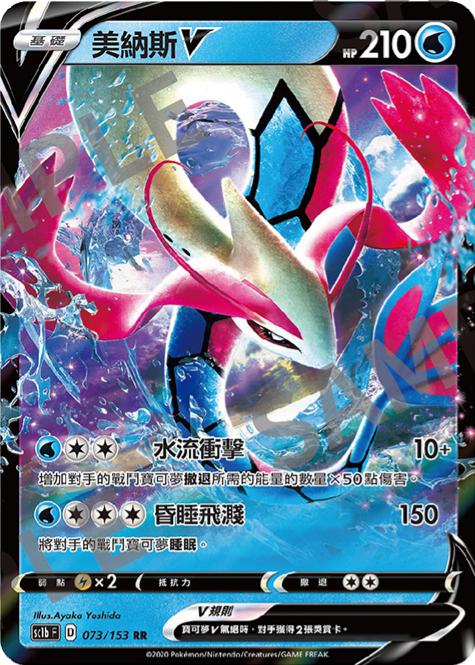 基礎 美納斯V HP210
水流衝擊 10+
增加對手的戰鬥寶可夢撤退所需的能量的數量×50點傷害。
昏睡飛濺 150
將對手的戰鬥寶可夢睡眠。
弱點 ×2 抵抗力 撤退
Illus.Ayaka Yoshida
V規則
sc1b F D 073/153 RR
寶可夢V氣絕時,對手獲得2張獎賞卡。
©2020 Pokémon/Nintendo/Creatures/GAME FREAK.
SAMPLE